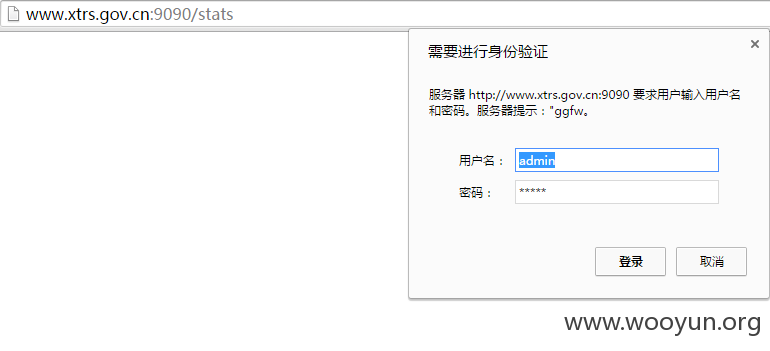 www.xtrs.gov.cn:9090/stats
需要进行身份验证
服务器 http://www.xtrs.gov.cn:9090 要求用户输入用户名
和密码。服务器提示："ggfw。
用户名： admin
密码： *****
登录 取消
www.wooyun.org